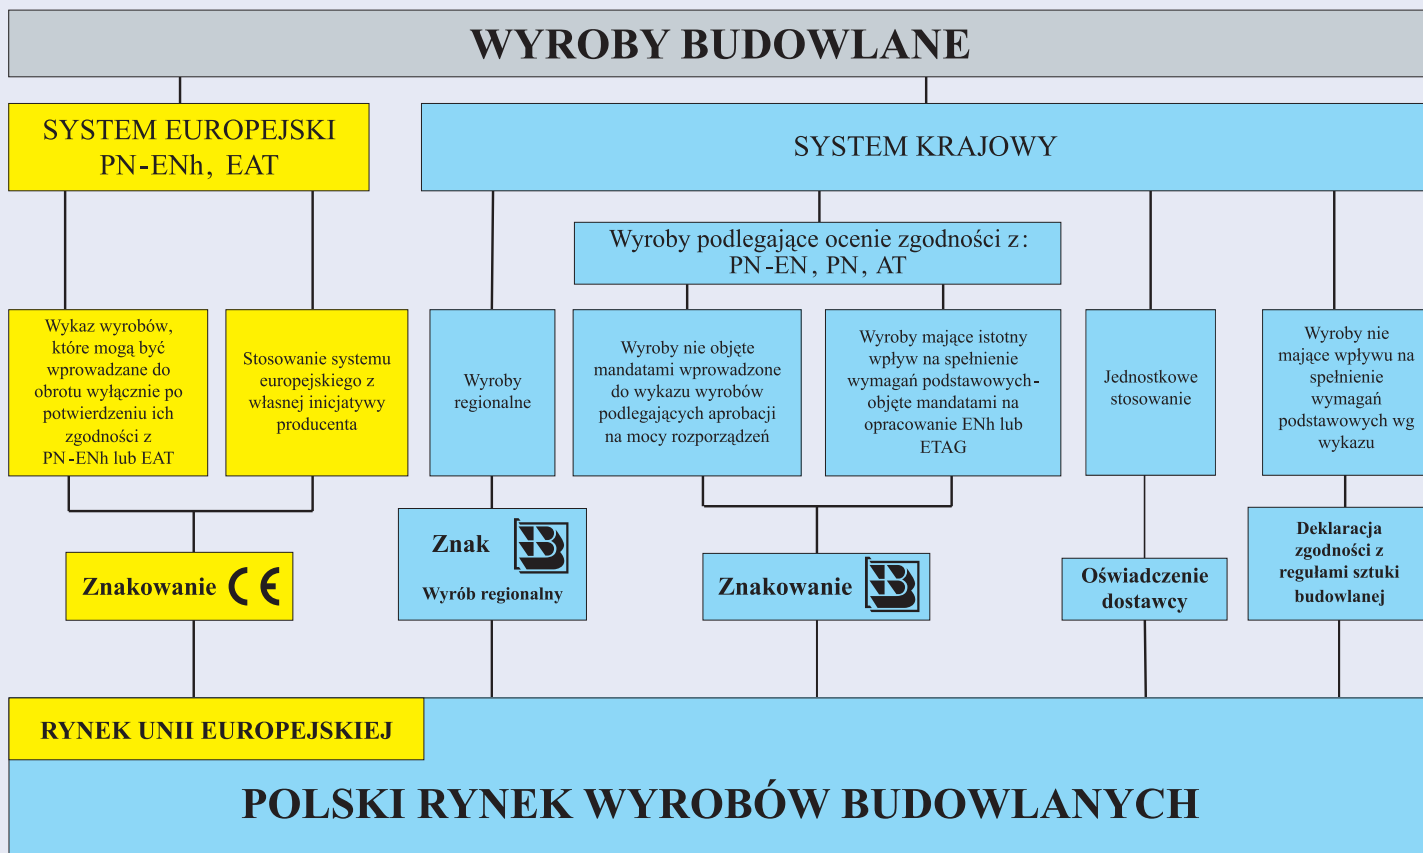 WYROBY BUDOWLANE
SYSTEM EUROPEJSKI
PN-ENh, EAT
SYSTEM KRAJOWY
Wyroby podlegające ocenie zgodności z:
PN-EN, PN, AT
Wykaz wyrobów,
które mogą być
wprowadzane do
obrotu wyłącznie po
potwierdzeniu ich
zgodności z
PN-ENh lub EAT
Stosowanie systemu
europejskiego z
własnej inicjatywy
producenta
Wyroby
regionalne
Wyroby nie objęte
mandatami wprowadzone
do wykazu wyrobów
podlegających aprobacji
na mocy rozporządzeń
Wyroby mające istotny
wpływ na spełnienie
wymagań podstawowych-
objęte mandatami na
opracowanie ENh lub
ETAG
Jednostkowe
stosowanie
Wyroby nie
mające wpływu na
spełnienie
wymagań
podstawowych wg
wykazu
Znakowanie CE
Znak B
Wyrób regionalny
Znakowanie B
Oświadczenie
dostawcy
Deklaracja
zgodności z
regułami sztuki
budowlanej
RYNEK UNII EUROPEJSKIEJ
POLSKI RYNEK WYROBÓW BUDOWLANYCH